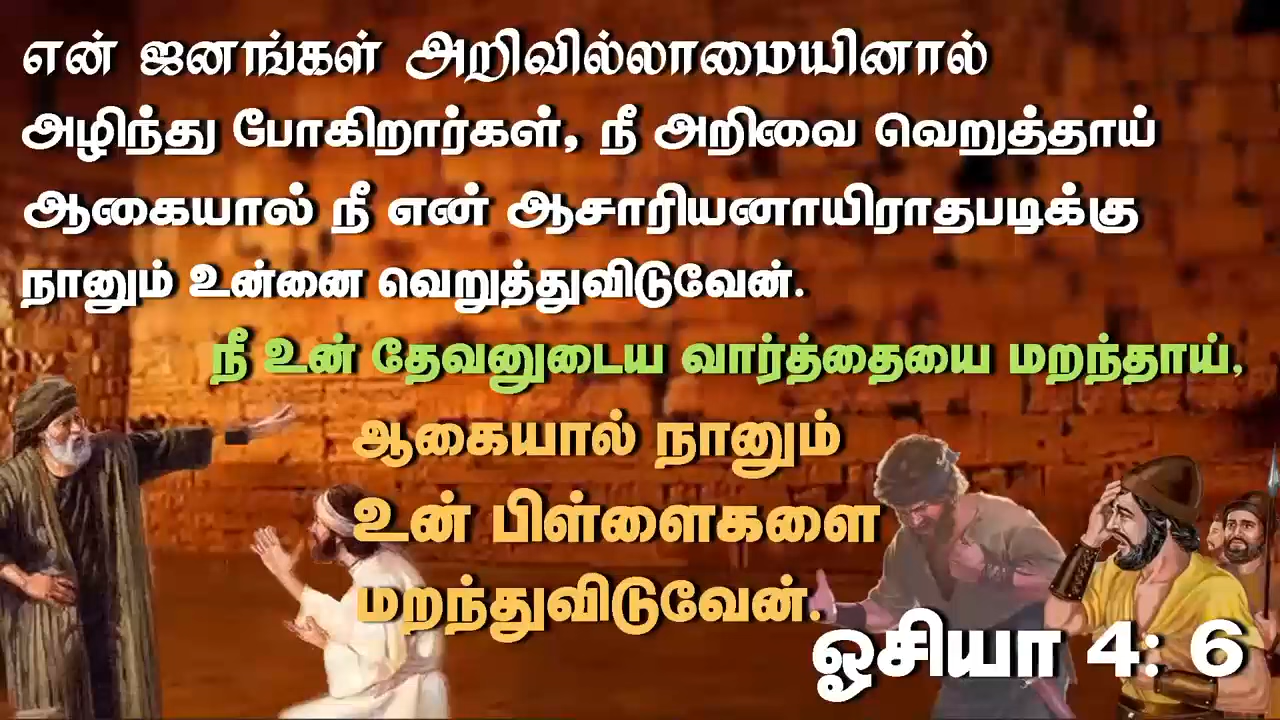 என் ஜனங்கள் அறிவில்லாமையினால்
அழிந்து போகிறார்கள், நீ அறிவை வெறுத்தாய்
ஆகையால் நீ என் ஆசாரியனாயிராதபடிக்கு
நானும் உன்னை வெறுத்துவிடுவேன்.
நீ உன் தேவனுடைய வார்த்தையை மறந்தாய்,
ஆகையால் நானும்
உன் பிள்ளைகளை
மறந்துவிடுவேன்.
ஓசியா 4: 6